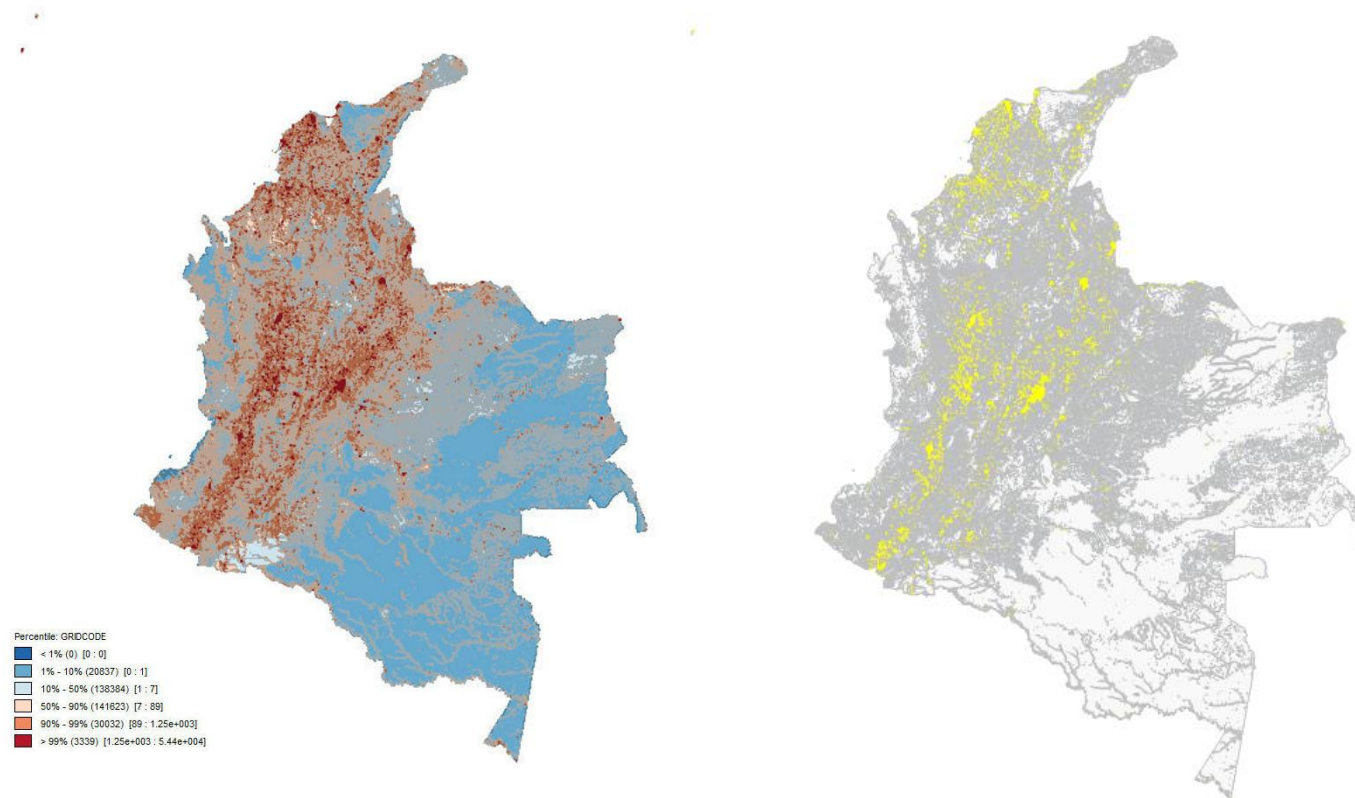 Percentile: GRIDCODE
< 1% (0) [0 : 0]
1% - 10% (20837) [0 : 1]
10% - 50% (138384) [1 : 7]
50% - 90% (141623) [7 : 89]
90% - 99% (30032) [89 : 1.25e+003]
> 99% (3339) [1.25e+003 : 5.44e+004]